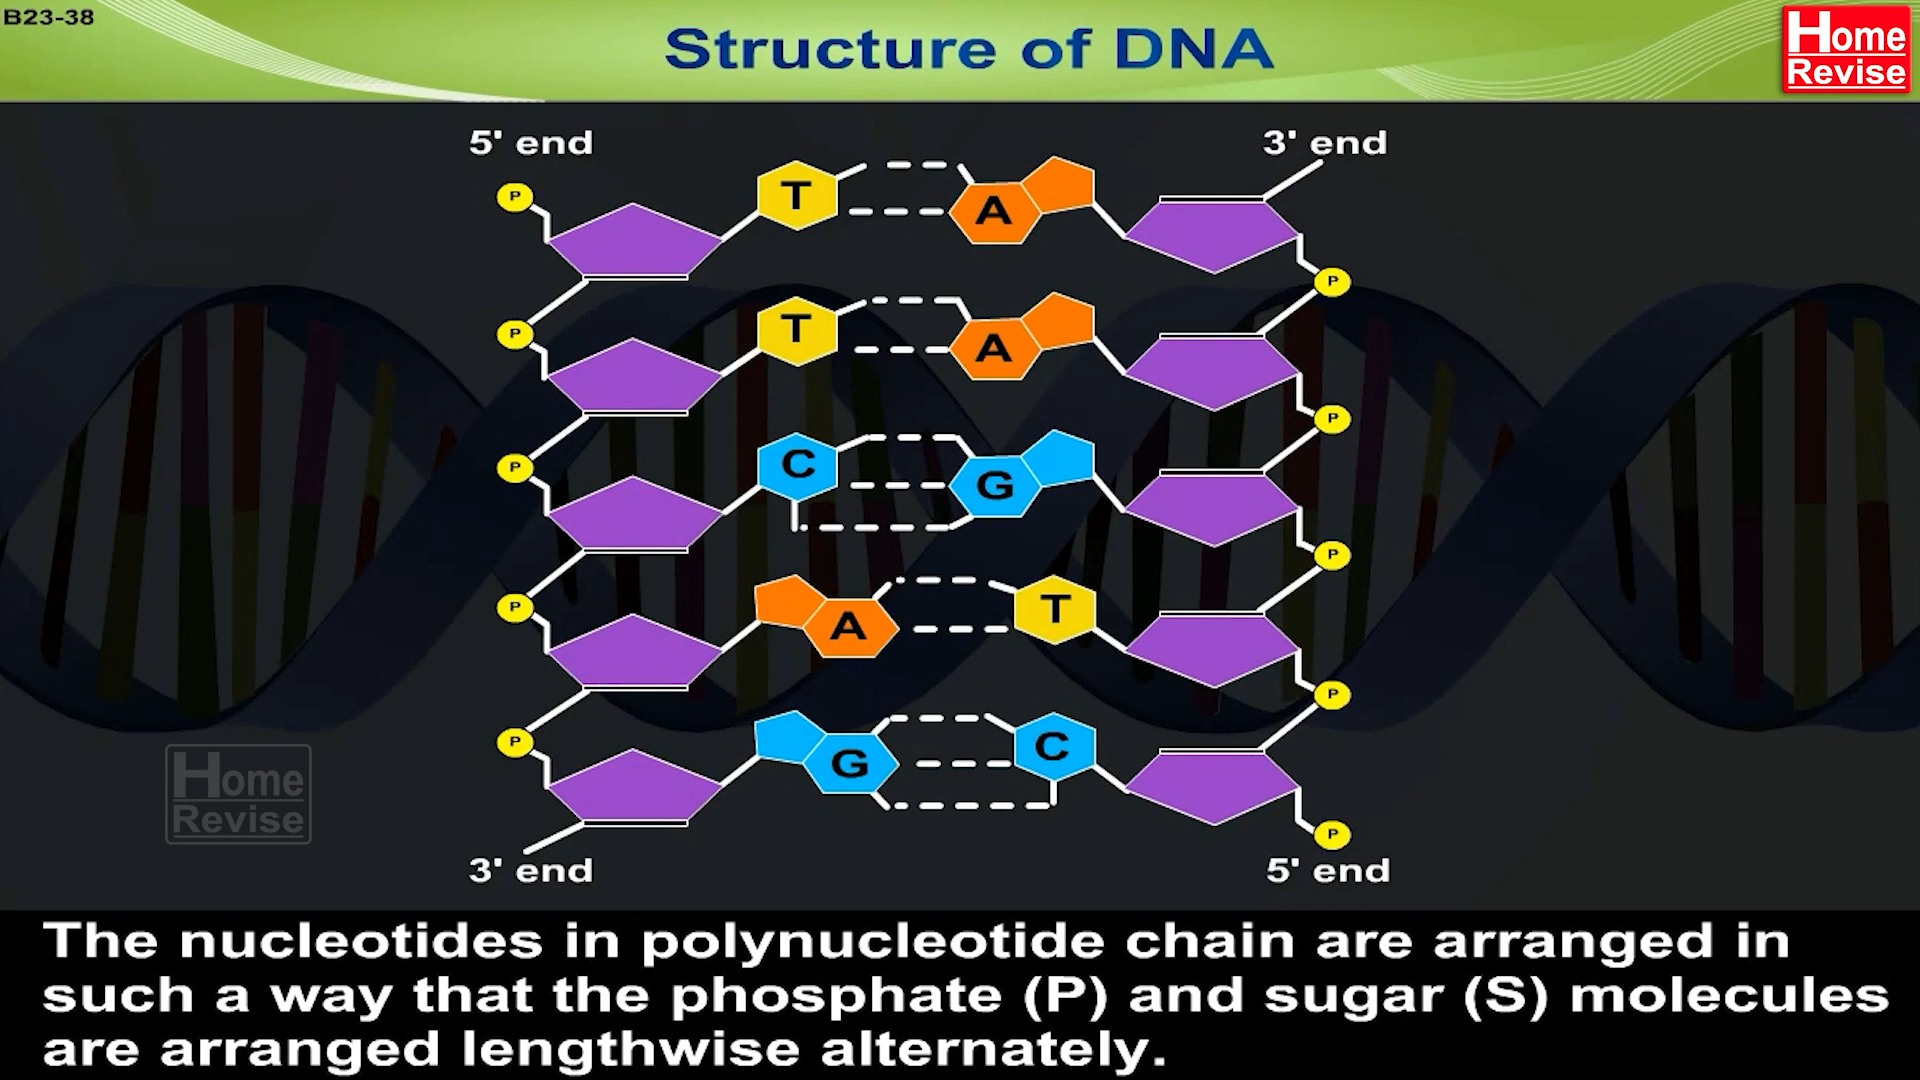 B23-38
Structure of DNA
Home
Revise
5' end
3' end
P
T
A
P
P
T
A
P
P
C
G
P
P
A
T
P
P
G
C
P
Home
Revise
3' end
5' end
The nucleotides in polynucleotide chain are arranged in
such a way that the phosphate (P) and sugar (S) molecules
are arranged lengthwise alternately.